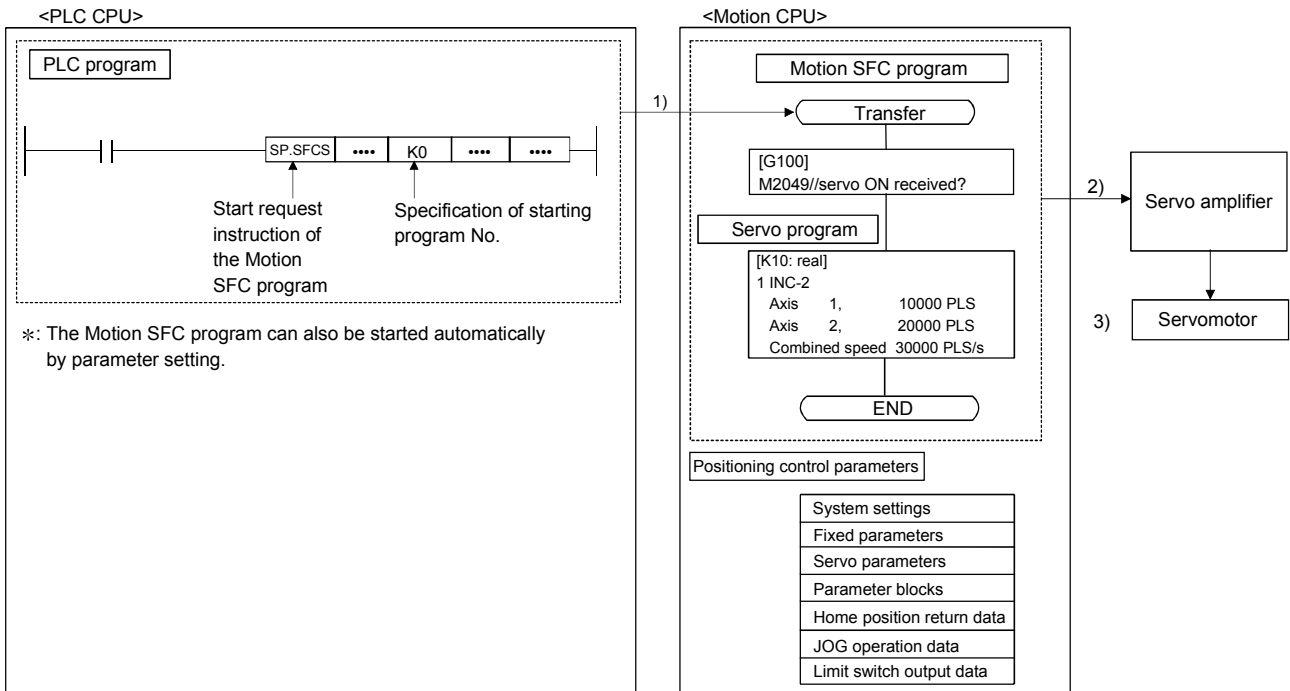 <PLC CPU>
PLC program
SP.SFCS •••• K0 •••• ••••
Start request
instruction of
the Motion
SFC program
Specification of starting
program No.
*: The Motion SFC program can also be started automatically
by parameter setting.
1)
<Motion CPU>
Motion SFC program
Transfer
[G100]
M2049//servo ON received?
Servo program
[K10: real]
1 INC-2
Axis 1, 10000 PLS
Axis 2, 20000 PLS
Combined speed 30000 PLS/s
END
Positioning control parameters
System settings
Fixed parameters
Servo parameters
Parameter blocks
Home position return data
JOG operation data
Limit switch output data
2)
Servo amplifier
3)
Servomotor